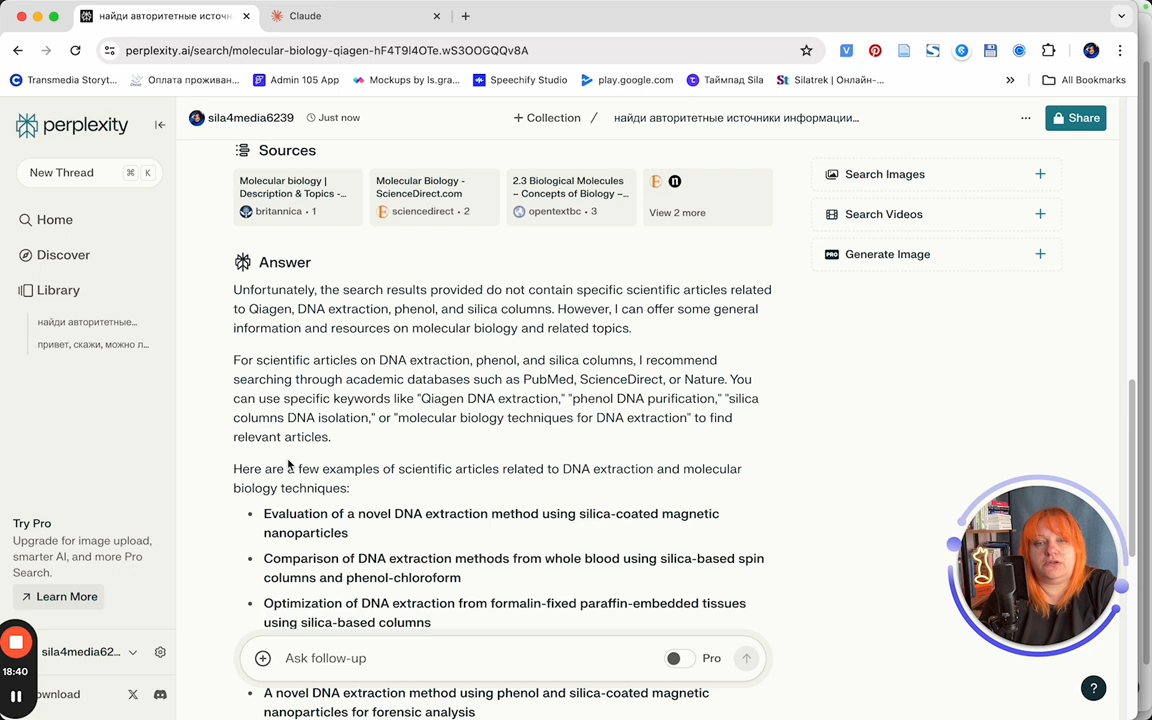 найди авторитетные источн
Claude
perplexity.ai/search/molecular-biology-qiagen-hF4T9l4OTe.wS3OOGQQv8A
Transmedia Storyt...
Оплата проживан...
Admin 105 App
Mockups by ls.gra...
Speechify Studio
play.google.com
Таймпад Sila
Silatrek | Онлайн-...
All Bookmarks
perplexity
New Thread
⌘ K
Home
Discover
Library
найди авторитетные...
привет, скажи, можно л...
Try Pro
Upgrade for image upload,
smarter AI, and more Pro
Search.
Learn More
sila4media62...
18:40
ownload
sila4media6239
Just now
+ Collection / найди авторитетные источники информации...
Share
Sources
Molecular biology |
Description & Topics -...
britannica • 1
Molecular Biology -
ScienceDirect.com
sciencedirect • 2
2.3 Biological Molecules
– Concepts of Biology –...
opentextbc • 3
View 2 more
Answer
Unfortunately, the search results provided do not contain specific scientific articles related
to Qiagen, DNA extraction, phenol, and silica columns. However, I can offer some general
information and resources on molecular biology and related topics.
For scientific articles on DNA extraction, phenol, and silica columns, I recommend
searching through academic databases such as PubMed, ScienceDirect, or Nature. You
can use specific keywords like "Qiagen DNA extraction," "phenol DNA purification," "silica
columns DNA isolation," or "molecular biology techniques for DNA extraction" to find
relevant articles.
Here are a few examples of scientific articles related to DNA extraction and molecular
biology techniques:
• Evaluation of a novel DNA extraction method using silica-coated magnetic
nanoparticles
• Comparison of DNA extraction methods from whole blood using silica-based spin
columns and phenol-chloroform
• Optimization of DNA extraction from formalin-fixed paraffin-embedded tissues
using silica-based columns
Ask follow-up
Pro
• A novel DNA extraction method using phenol and silica-coated magnetic
nanoparticles for forensic analysis
Search Images
Search Videos
PRO Generate Image
?